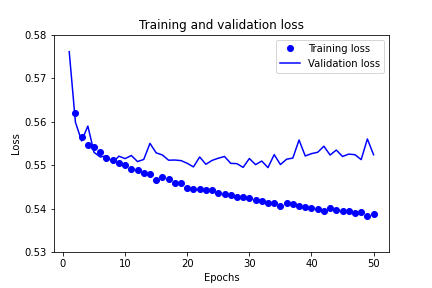 Training and validation loss
Training loss
Validation loss
0.58
0.57
0.56
0.55
0.54
0.53
Loss
0 10 20 30 40 50
Epochs